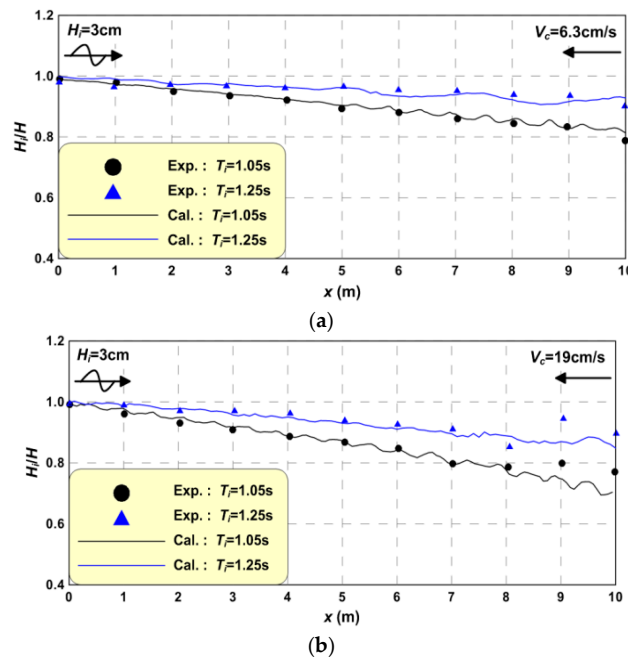 Hi=3cm
Vc=6.3cm/s
1.2
1.0
0.8
0.6
0.4
Hi/H
Exp. : Ti=1.05s
Exp. : Ti=1.25s
Cal. : Ti=1.05s
Cal. : Ti=1.25s
0 1 2 3 4 5 6 7 8 9 10
x (m)
(a)
Hi=3cm
Vc=19cm/s
1.2
1.0
0.8
0.6
0.4
Hi/H
Exp. : Ti=1.05s
Exp. : Ti=1.25s
Cal. : Ti=1.05s
Cal. : Ti=1.25s
0 1 2 3 4 5 6 7 8 9 10
x (m)
(b)